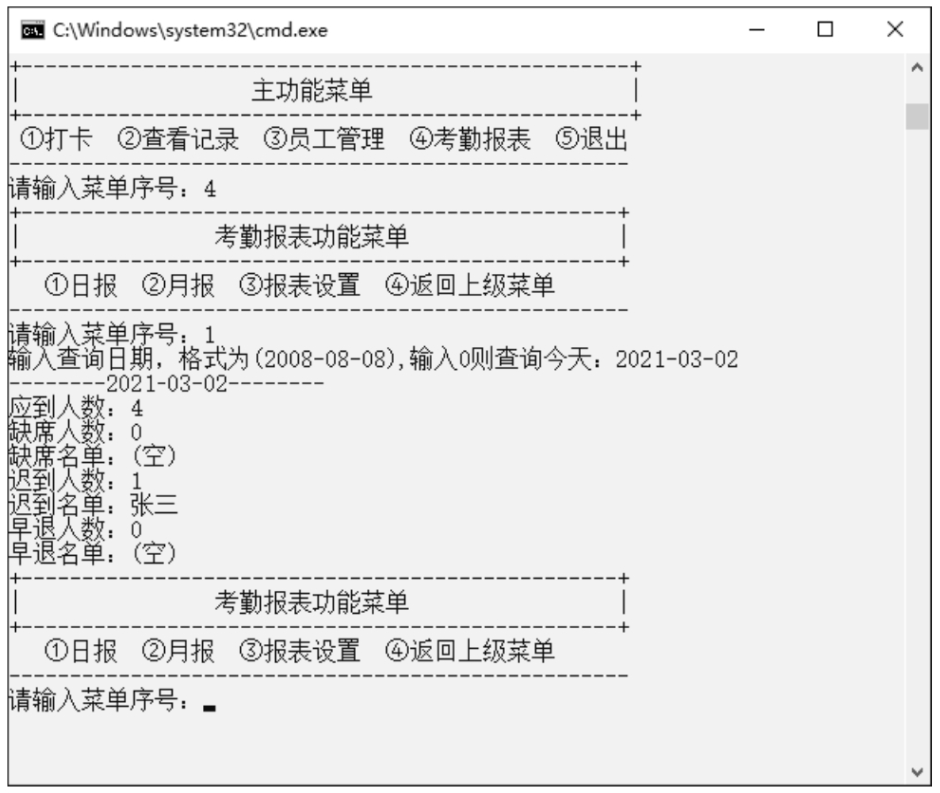 C:\Windows\system32\cmd.exe
+--------------------------------------------------+
|                   主功能菜单                     |
+--------------------------------------------------+
 ①打卡  ②查看记录  ③员工管理  ④考勤报表  ⑤退出
---------------------------------------------------
请输入菜单序号：4
+-------------------------------------------------+
|                考勤报表功能菜单                 |
+-------------------------------------------------+
   ①日报  ②月报  ③报表设置  ④返回上级菜单
---------------------------------------------------
请输入菜单序号：1
输入查询日期，格式为(2008-08-08),输入0则查询今天：2021-03-02
--------2021-03-02--------
应到人数：4
缺席人数：0
缺席名单：(空)
迟到人数：1
迟到名单：张三
早退人数：0
早退名单：(空)
+-------------------------------------------------+
|                考勤报表功能菜单                 |
+-------------------------------------------------+
   ①日报  ②月报  ③报表设置  ④返回上级菜单
---------------------------------------------------
请输入菜单序号：